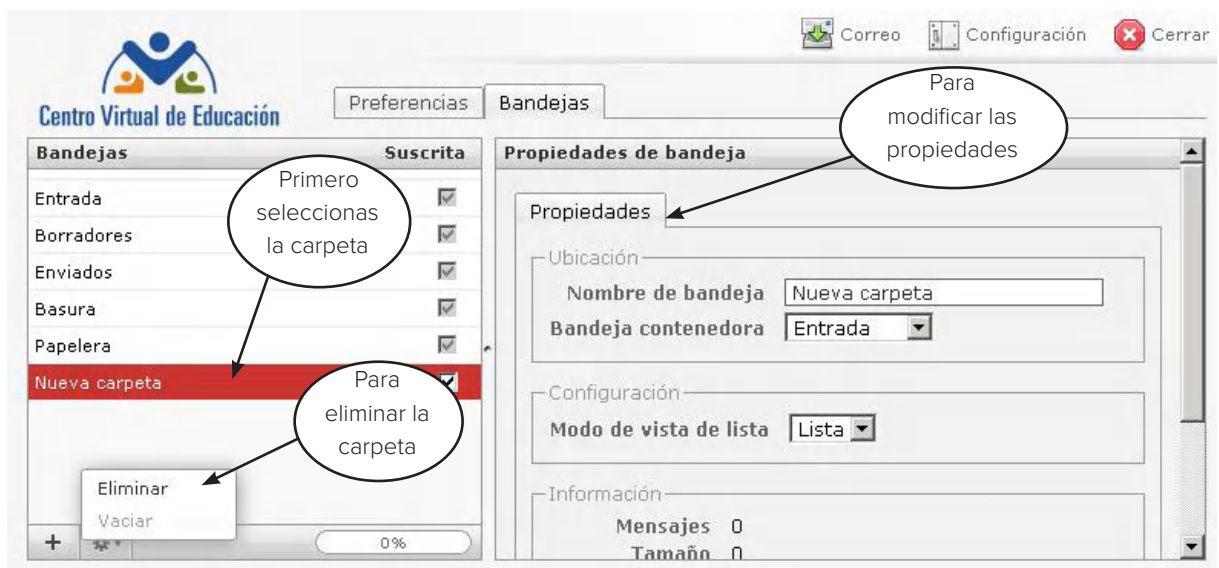 Correo
Configuración
Cerrar
Centro Virtual de Educación
Preferencias
Bandejas
Para
modificar las
propiedades
Bandejas
Suscrita
Entrada
Borradores
Enviados
Basura
Papelera
Nueva carpeta
Primero
seleccionas
la carpeta
Para
eliminar la
carpeta
Eliminar
Vaciar
+
0%
Propiedades de bandeja
Propiedades
Ubicación
Nombre de bandeja Nueva carpeta
Bandeja contenedora Entrada
Configuración
Modo de vista de lista Lista
Información
Mensajes 0
Tamaño 0